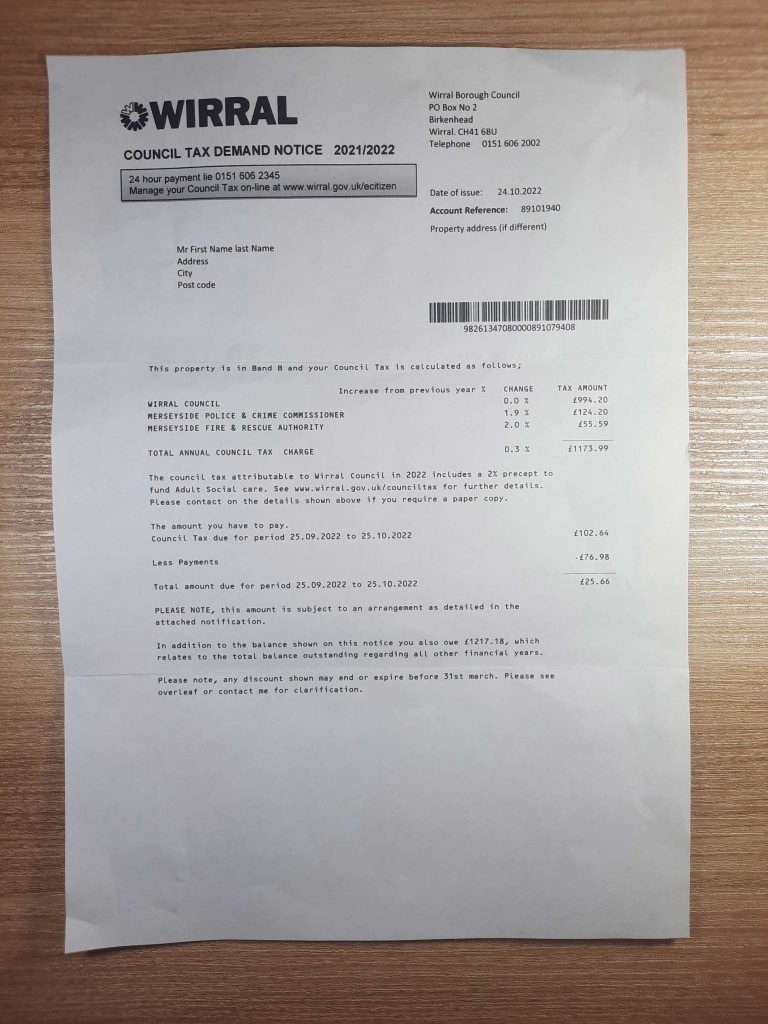 WIRRAL
COUNCIL TAX DEMAND NOTICE 2021/2022
24 hour payment lie 0151 606 2345
Manage your Council Tax on-line at www.wirral.gov.uk/ecitizen
Wirral Borough Council
PO Box No 2
Birkenhead
Wirral. CH41 6BU
Telephone 0151 606 2002
Date of issue: 24.10.2022
Account Reference: 89101940
Property address (if different)
Mr First Name last Name
Address
City
Post code
98261347080000891079408
This property is in Band B and your Council Tax is calculated as follows;
Increase from previous year % CHANGE TAX AMOUNT
WIRRAL COUNCIL 0.0 % £994.20
MERSEYSIDE POLICE & CRIME COMMISSIONER 1.9 % £124.20
MERSEYSIDE FIRE & RESCUE AUTHORITY 2.0 % £55.59
TOTAL ANNUAL COUNCIL TAX CHARGE 0.3 % £1173.99
The council tax attributable to Wirral Council in 2022 includes a 2% precept to
fund Adult Social care. See www.wirral.gov.uk/counciltax for further details.
Please contact on the details shown above if you require a paper copy.
The amount you have to pay.
Council Tax due for period 25.09.2022 to 25.10.2022 £102.64
Less Payments -£76.98
Total amount due for period 25.09.2022 to 25.10.2022 £25.66
PLEASE NOTE, this amount is subject to an arrangement as detailed in the
attached notification.
In addition to the balance shown on this notice you also owe £1217.18, which
relates to the total balance outstanding regarding all other financial years.
Please note, any discount shown may end or expire before 31st march. Please see
overleaf or contact me for clarification.